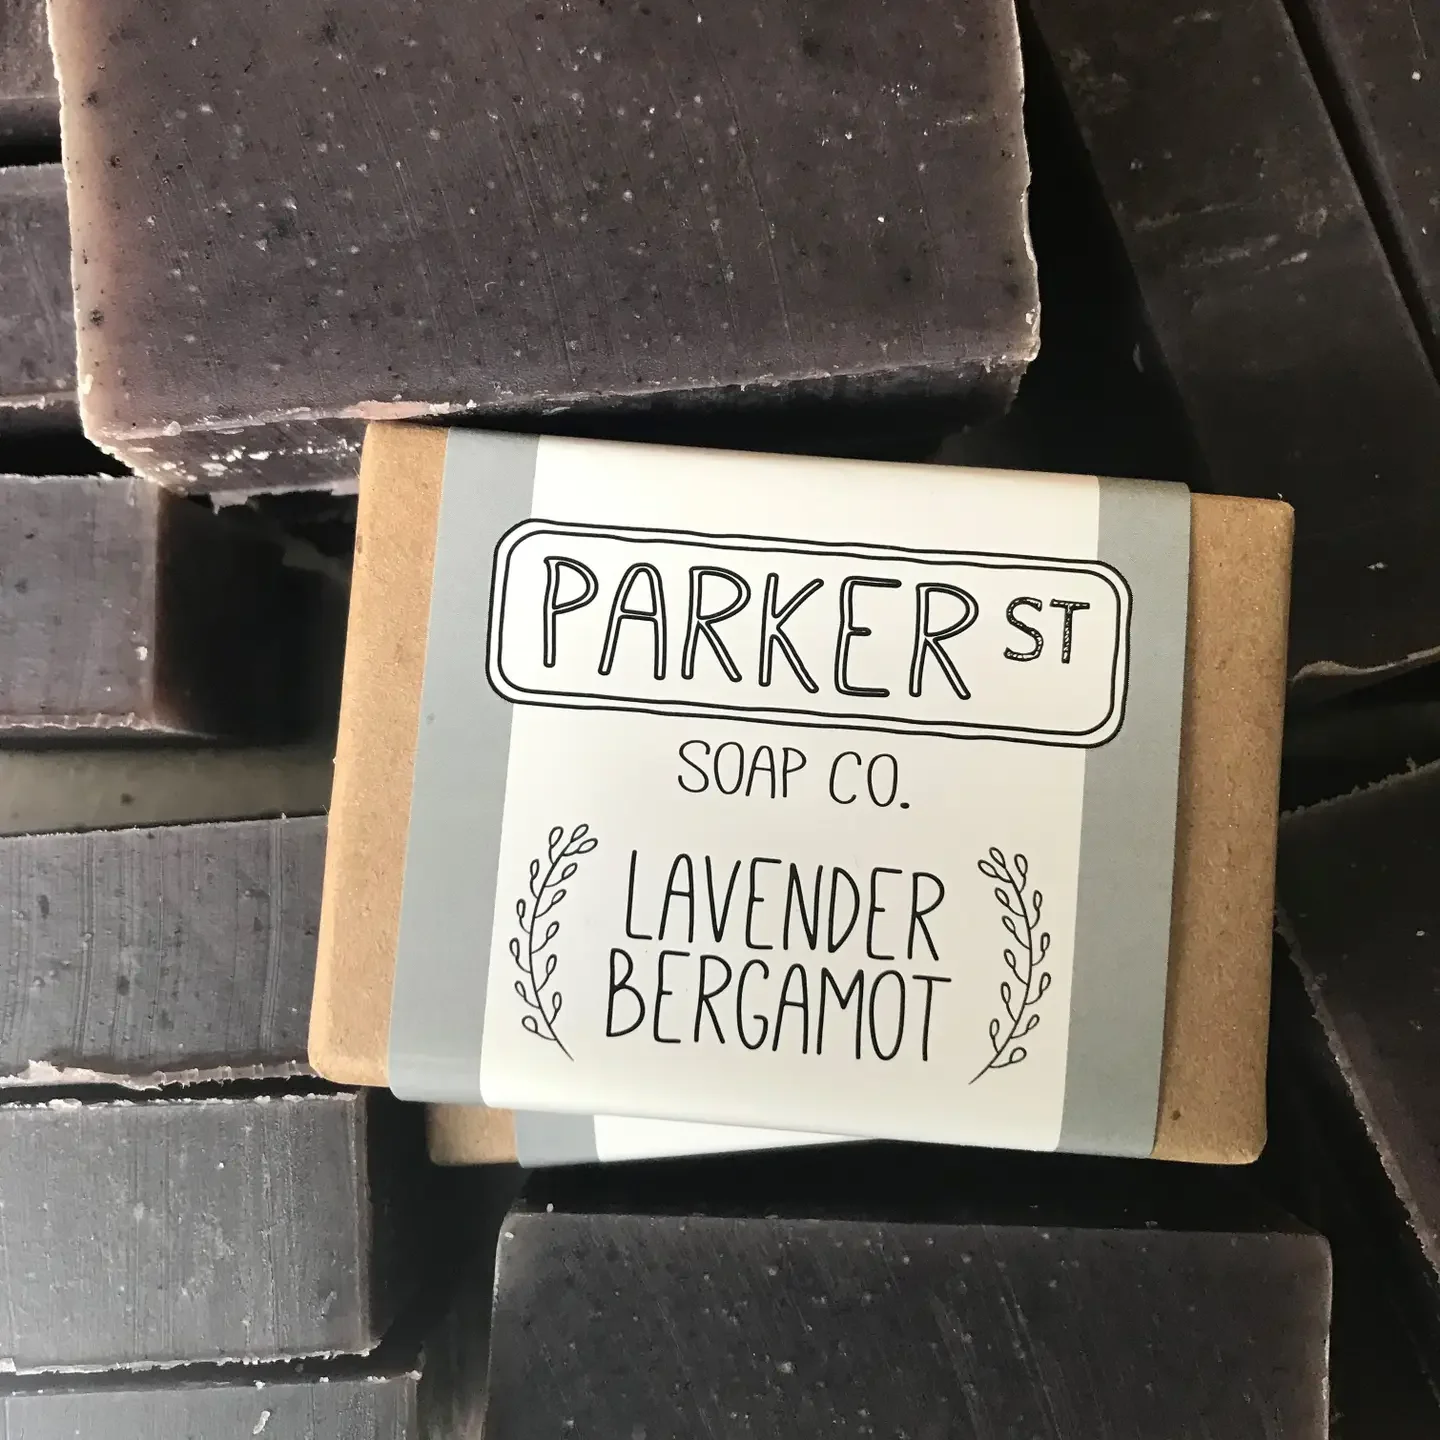 PARKER ST
SOAP CO.
LAVENDER
BERGAMOT